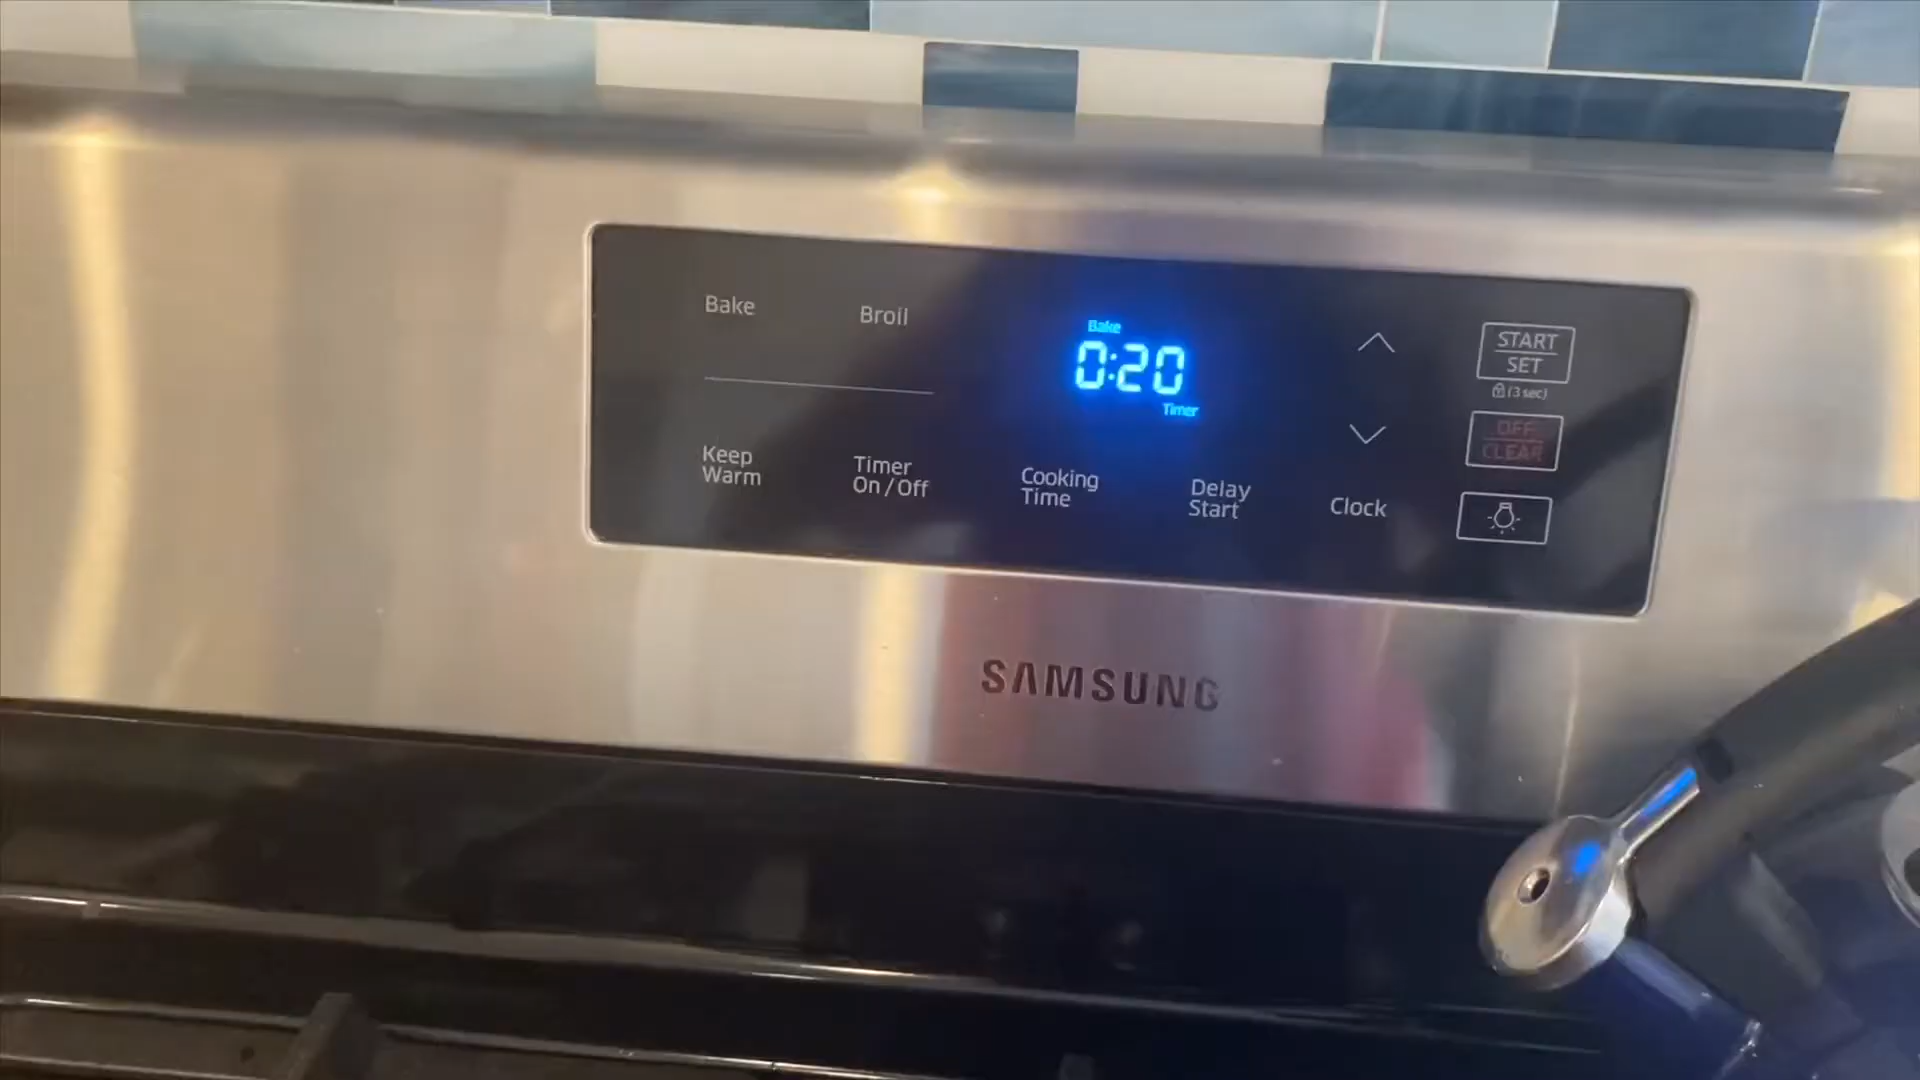 Bake
Broil
Bake
0:20
Timer
START
SET
(3 sec)
OFF
CLEAR
Keep
Warm
Timer
On / Off
Cooking
Time
Delay
Start
Clock
SAMSUNG